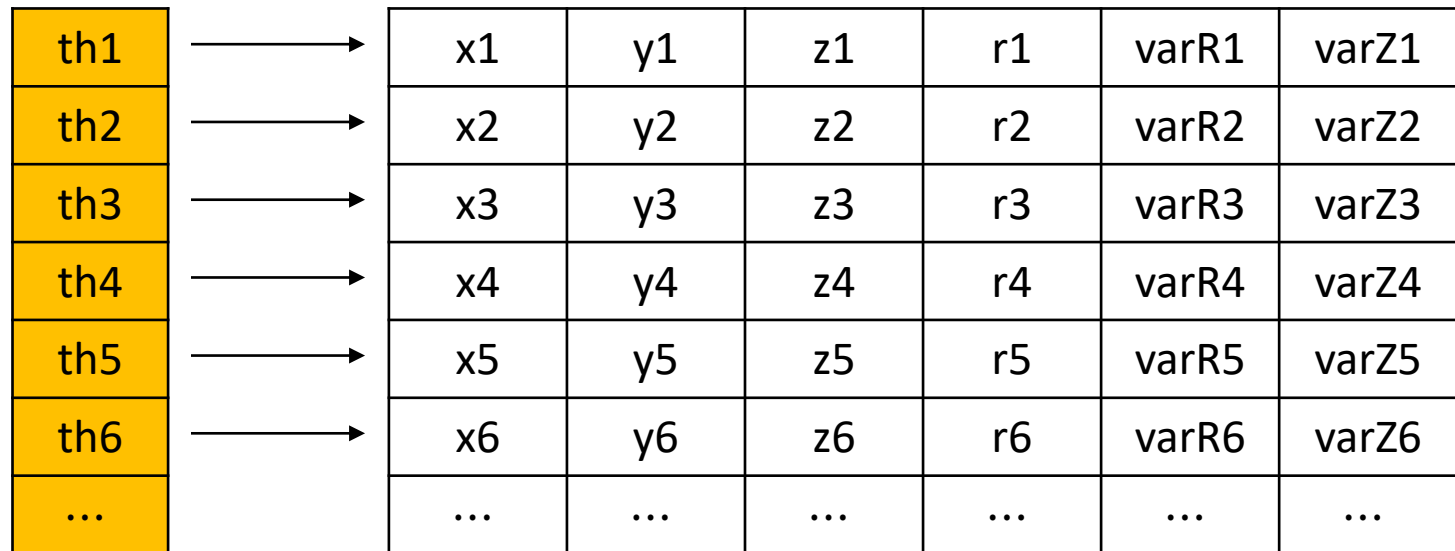 th1 x1 y1 z1 r1 varR1 varZ1
th2 x2 y2 z2 r2 varR2 varZ2
th3 x3 y3 z3 r3 varR3 varZ3
th4 x4 y4 z4 r4 varR4 varZ4
th5 x5 y5 z5 r5 varR5 varZ5
th6 x6 y6 z6 r6 varR6 varZ6
... ... ... ... ... ... ...